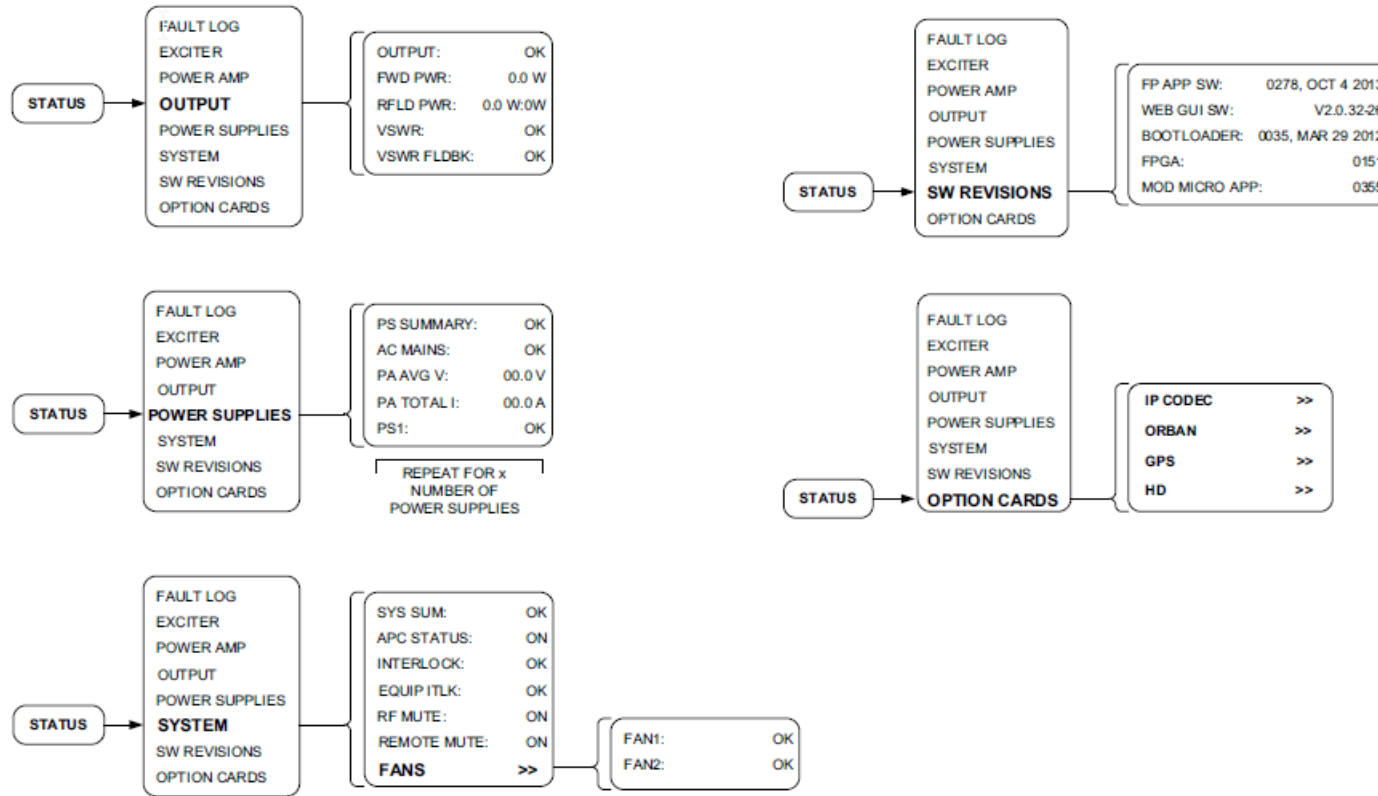 STATUS
FAULT LOG
EXCITER
POWER AMP
OUTPUT
POWER SUPPLIES
SYSTEM
SW REVISIONS
OPTION CARDS
OUTPUT: OK
FWD PWR: 0.0 W
RFLD PWR: 0.0 W:0W
VSWR: OK
VSWR FLDBK: OK
STATUS
FAULT LOG
EXCITER
POWER AMP
OUTPUT
POWER SUPPLIES
SYSTEM
SW REVISIONS
OPTION CARDS
PS SUMMARY: OK
AC MAINS: OK
PA AVG V: 00.0 V
PA TOTAL I: 00.0 A
PS1: OK
REPEAT FOR x
NUMBER OF
POWER SUPPLIES
STATUS
FAULT LOG
EXCITER
POWER AMP
OUTPUT
POWER SUPPLIES
SYSTEM
SW REVISIONS
OPTION CARDS
SYS SUM: OK
APC STATUS: ON
INTERLOCK: OK
EQUIP ITLK: OK
RF MUTE: ON
REMOTE MUTE: ON
FANS >>
FAN1: OK
FAN2: OK
STATUS
FAULT LOG
EXCITER
POWER AMP
OUTPUT
POWER SUPPLIES
SYSTEM
SW REVISIONS
OPTION CARDS
FP APP SW: 0278, OCT 4 2013
WEB GUI SW: V2.0.32-26
BOOTLOADER: 0035, MAR 29 2012
FPGA: 0151
MOD MICRO APP: 0355
STATUS
FAULT LOG
EXCITER
POWER AMP
OUTPUT
POWER SUPPLIES
SYSTEM
SW REVISIONS
OPTION CARDS
IP CODEC >>
ORBAN >>
GPS >>
HD >>